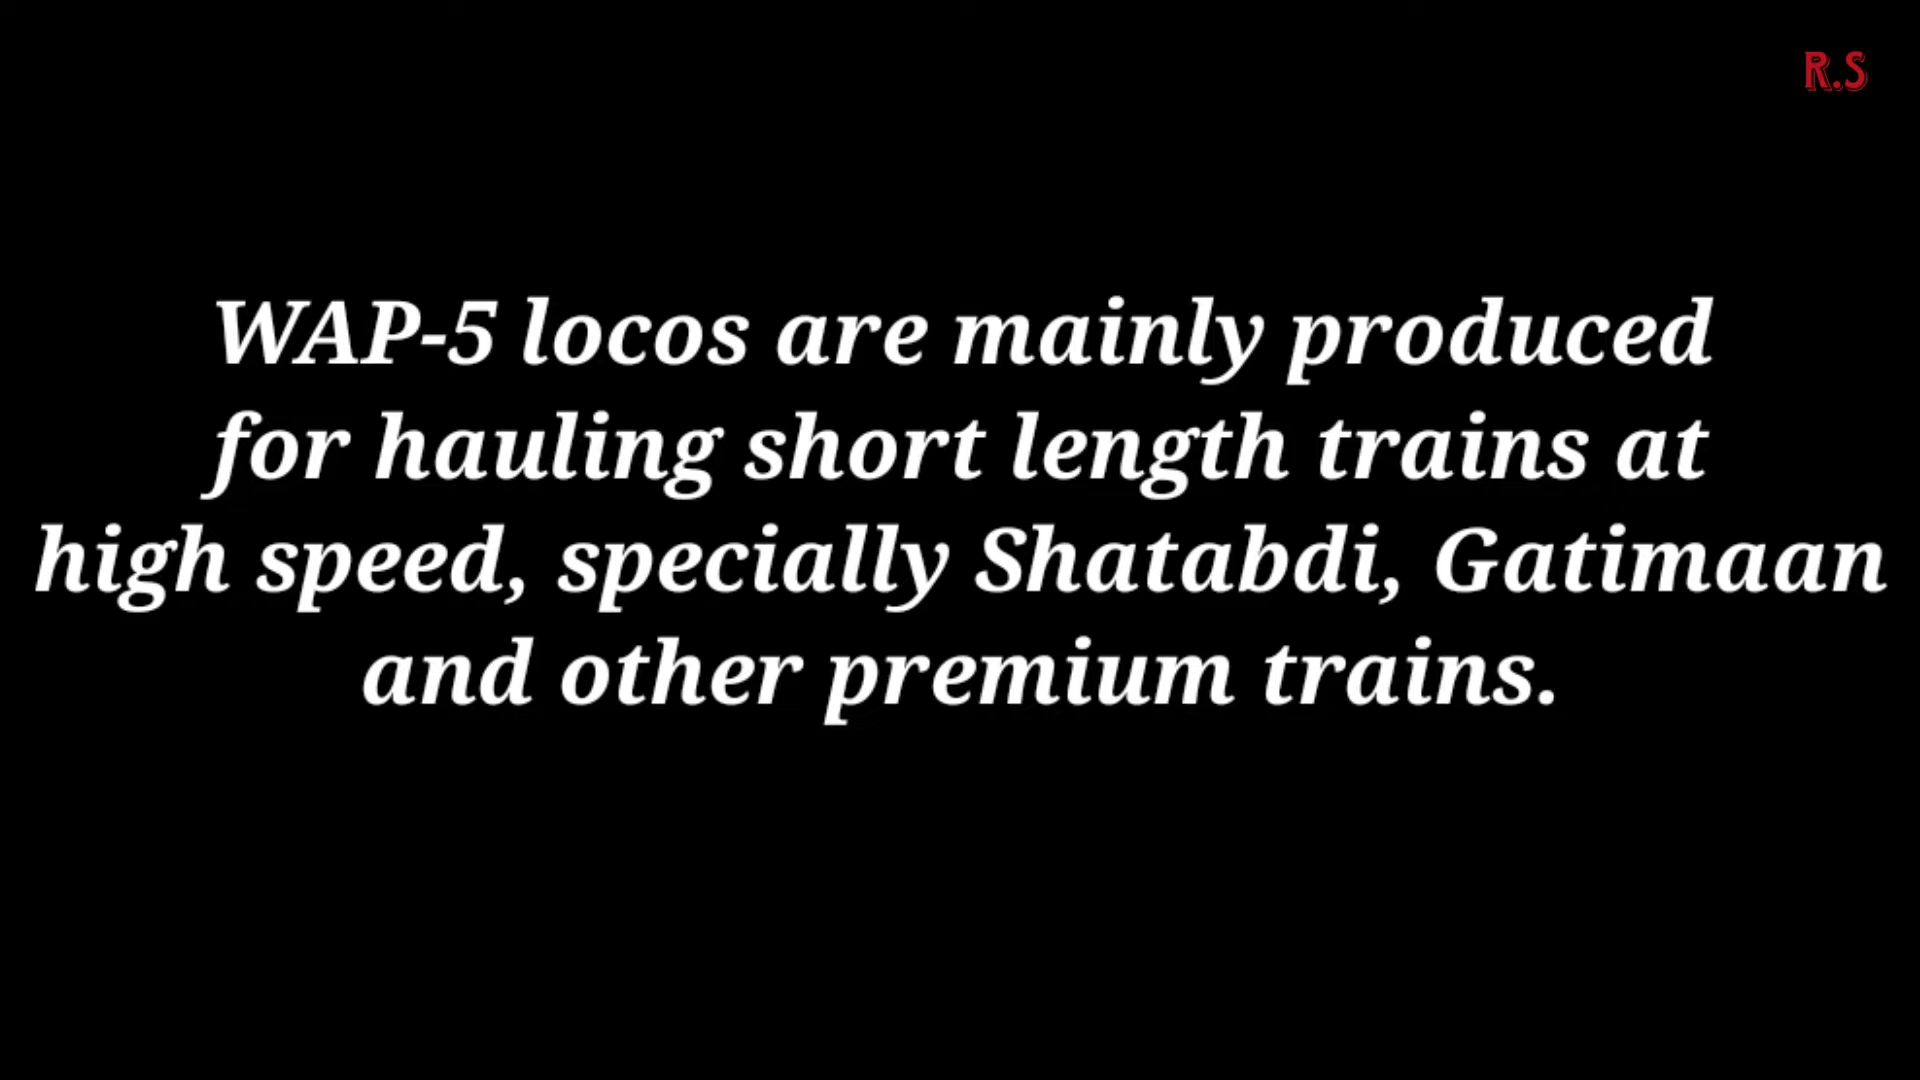 R.S
WAP-5 locos are mainly produced
for hauling short length trains at
high speed, specially Shatabdi, Gatimaan
and other premium trains.